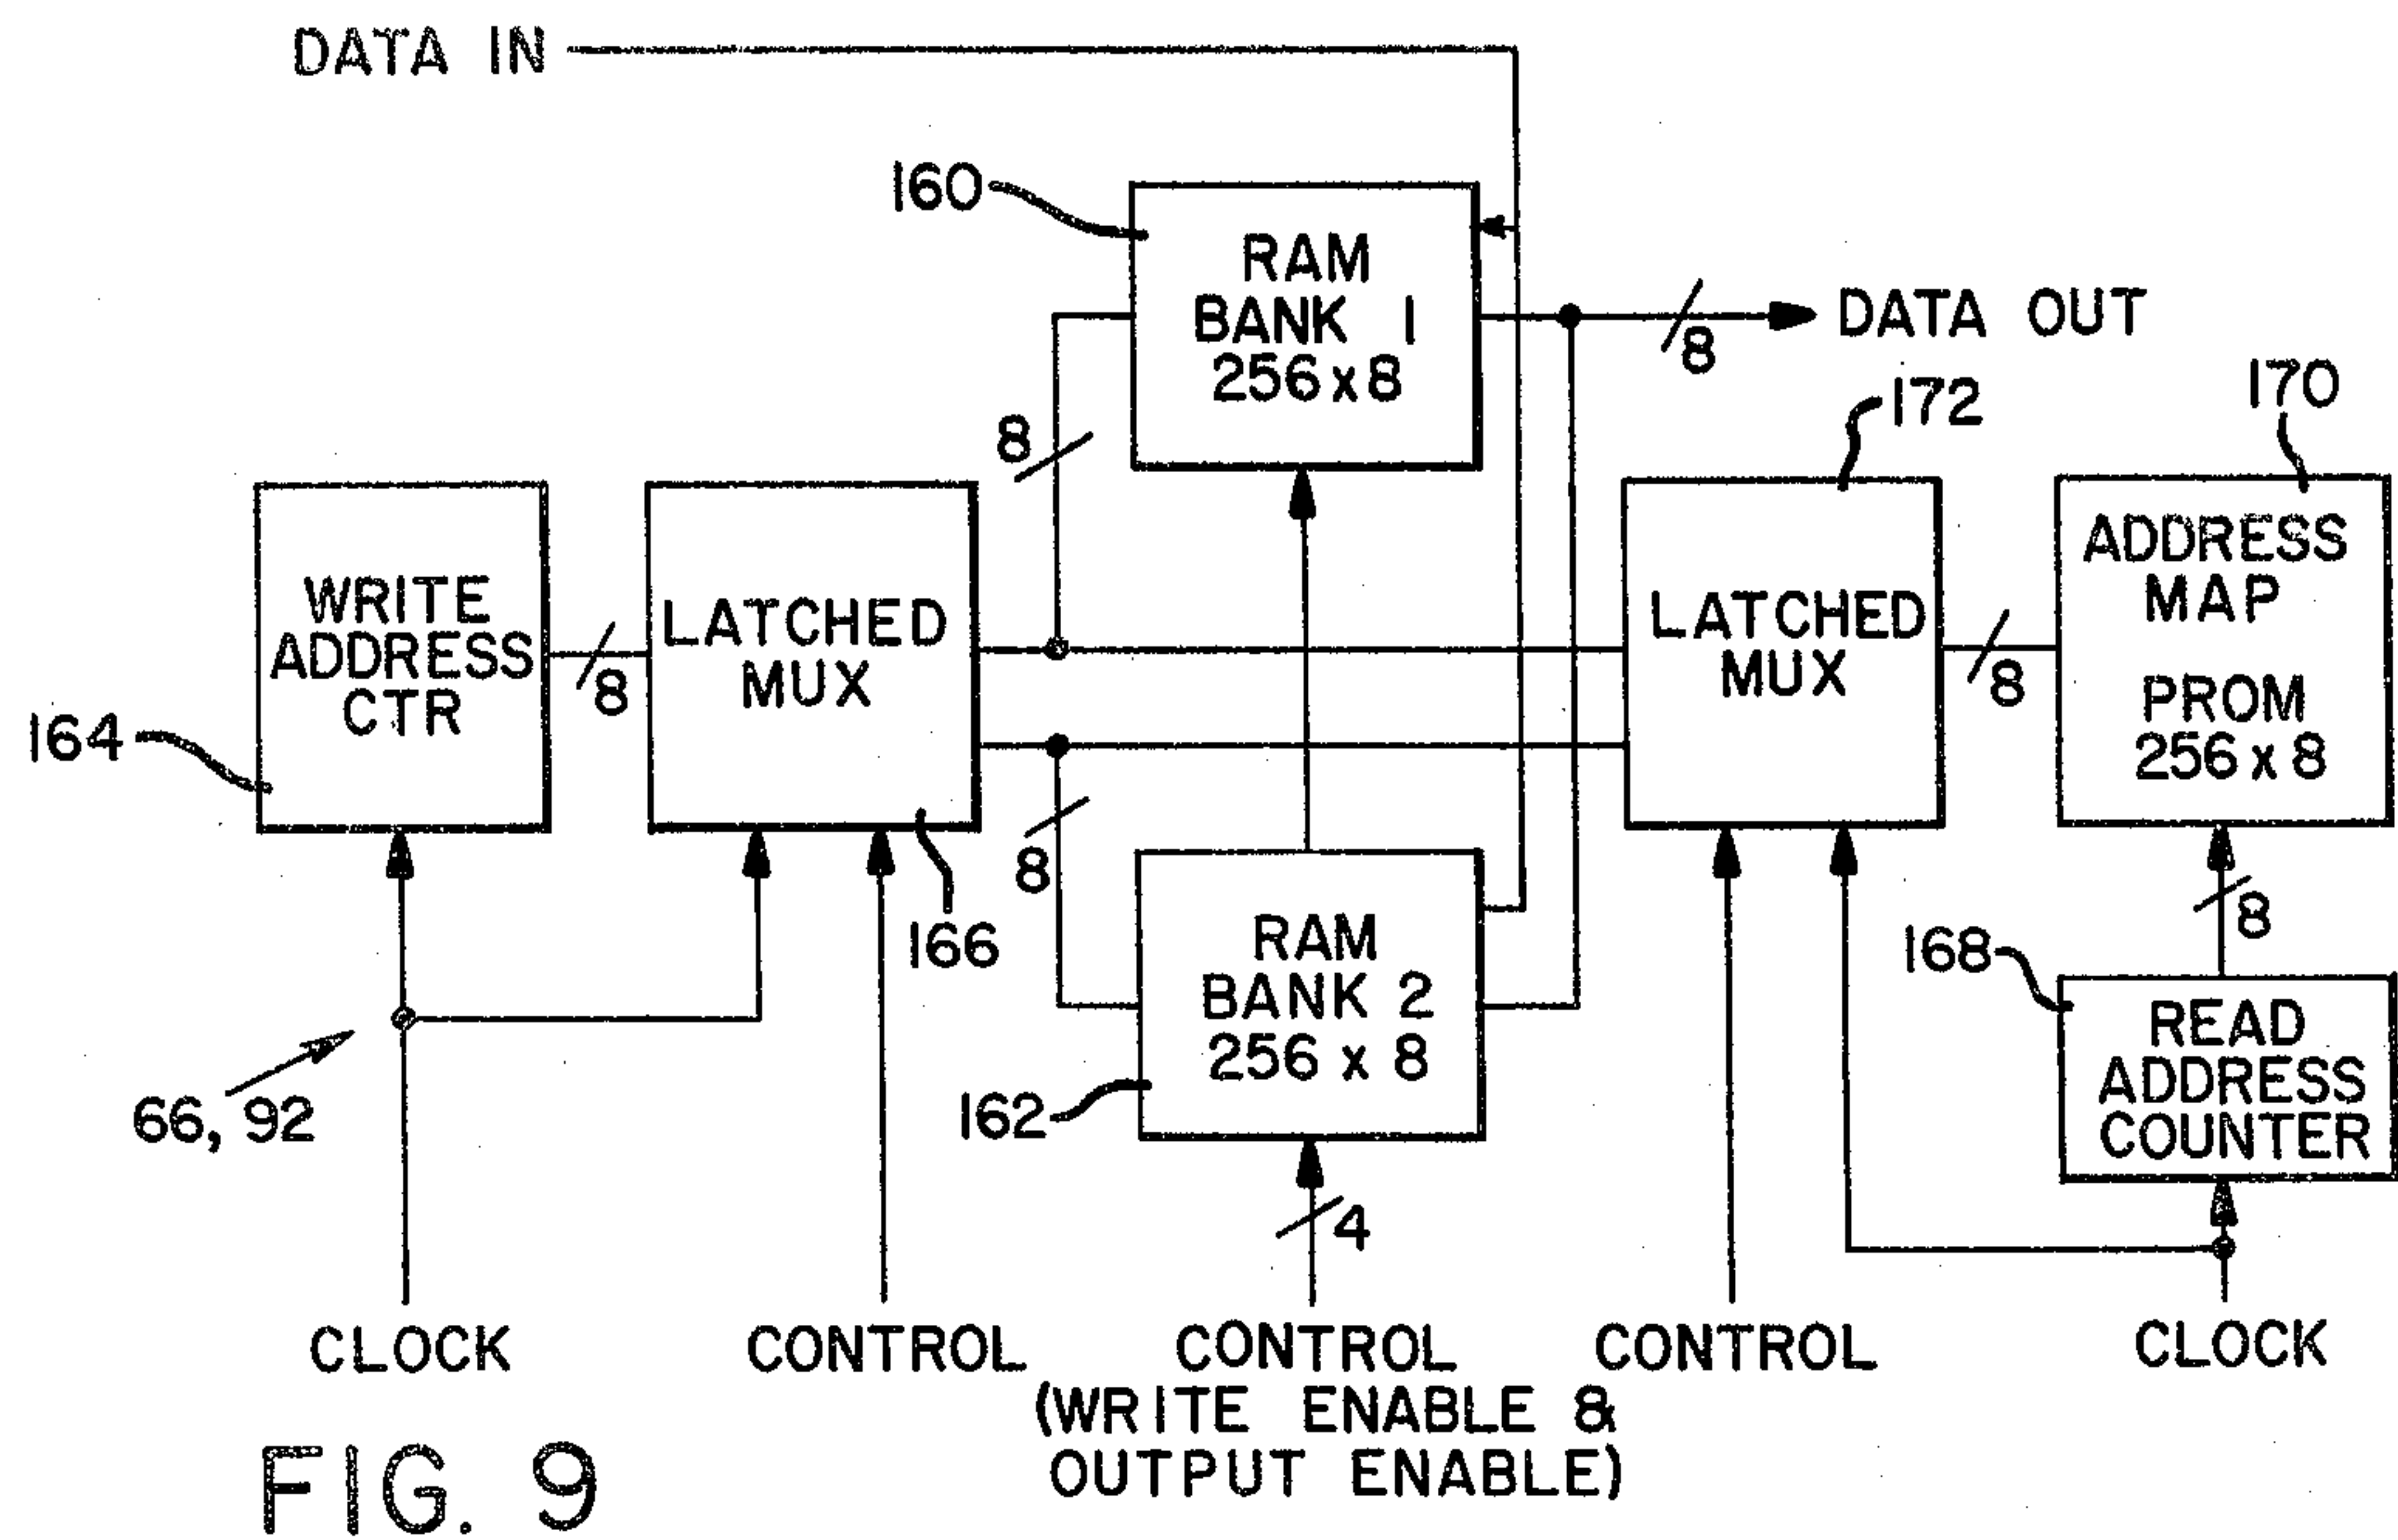 DATA IN
160
RAM
BANK 1
256 x 8
8
DATA OUT
8
172
170
WRITE
ADDRESS
CTR
164
8
LATCHED
MUX
166
8
LATCHED
MUX
8
ADDRESS
MAP
PROM
256 x 8
8
168
READ
ADDRESS
COUNTER
RAM
BANK 2
256 x 8
162
4
66, 92
CLOCK
CONTROL
CONTROL
(WRITE ENABLE &
OUTPUT ENABLE)
CONTROL
CLOCK
FIG. 9